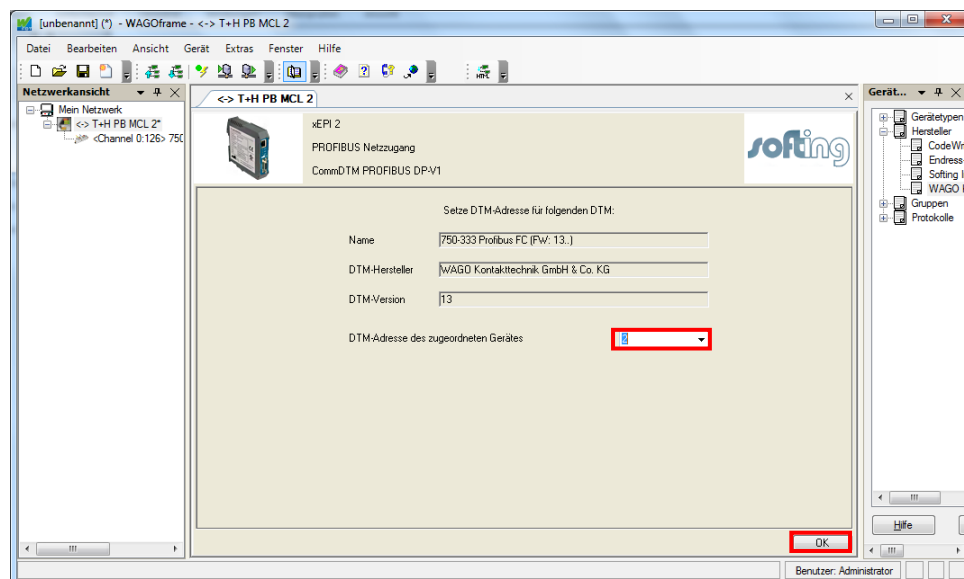 [unbenannt] (*) - WAGOframe - <-> T+H PB MCL 2
Datei Bearbeiten Ansicht Gerät Extras Fenster Hilfe
Netzwerkansicht
Mein Netzwerk
<-> T+H PB MCL 2*
<Channel 0:126> 750
<-> T+H PB MCL 2
xEPI 2
PROFIBUS Netzzugang
CommDTM PROFIBUS DP-V1
softing
Setze DTM-Adresse für folgenden DTM:
Name 750-333 Profibus FC (FW: 13..)
DTM-Hersteller WAGO Kontakttechnik GmbH & Co. KG
DTM-Version 13
DTM-Adresse des zugeordneten Gerätes 2
OK
Gerät...
Gerätetypen
Hersteller
CodeWr
Endress
Softing I
WAGO
Gruppen
Protokolle
Hilfe
Benutzer: Administrator